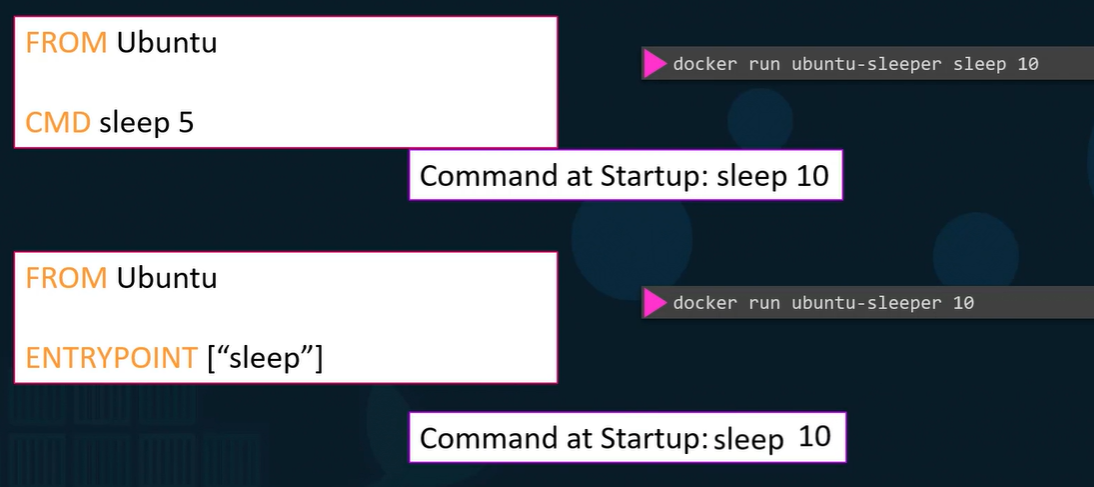 FROM Ubuntu
docker run ubuntu-sleeper sleep 10
CMD sleep 5
Command at Startup: sleep 10
FROM Ubuntu
docker run ubuntu-sleeper 10
ENTRYPOINT [“sleep”]
Command at Startup: sleep 10